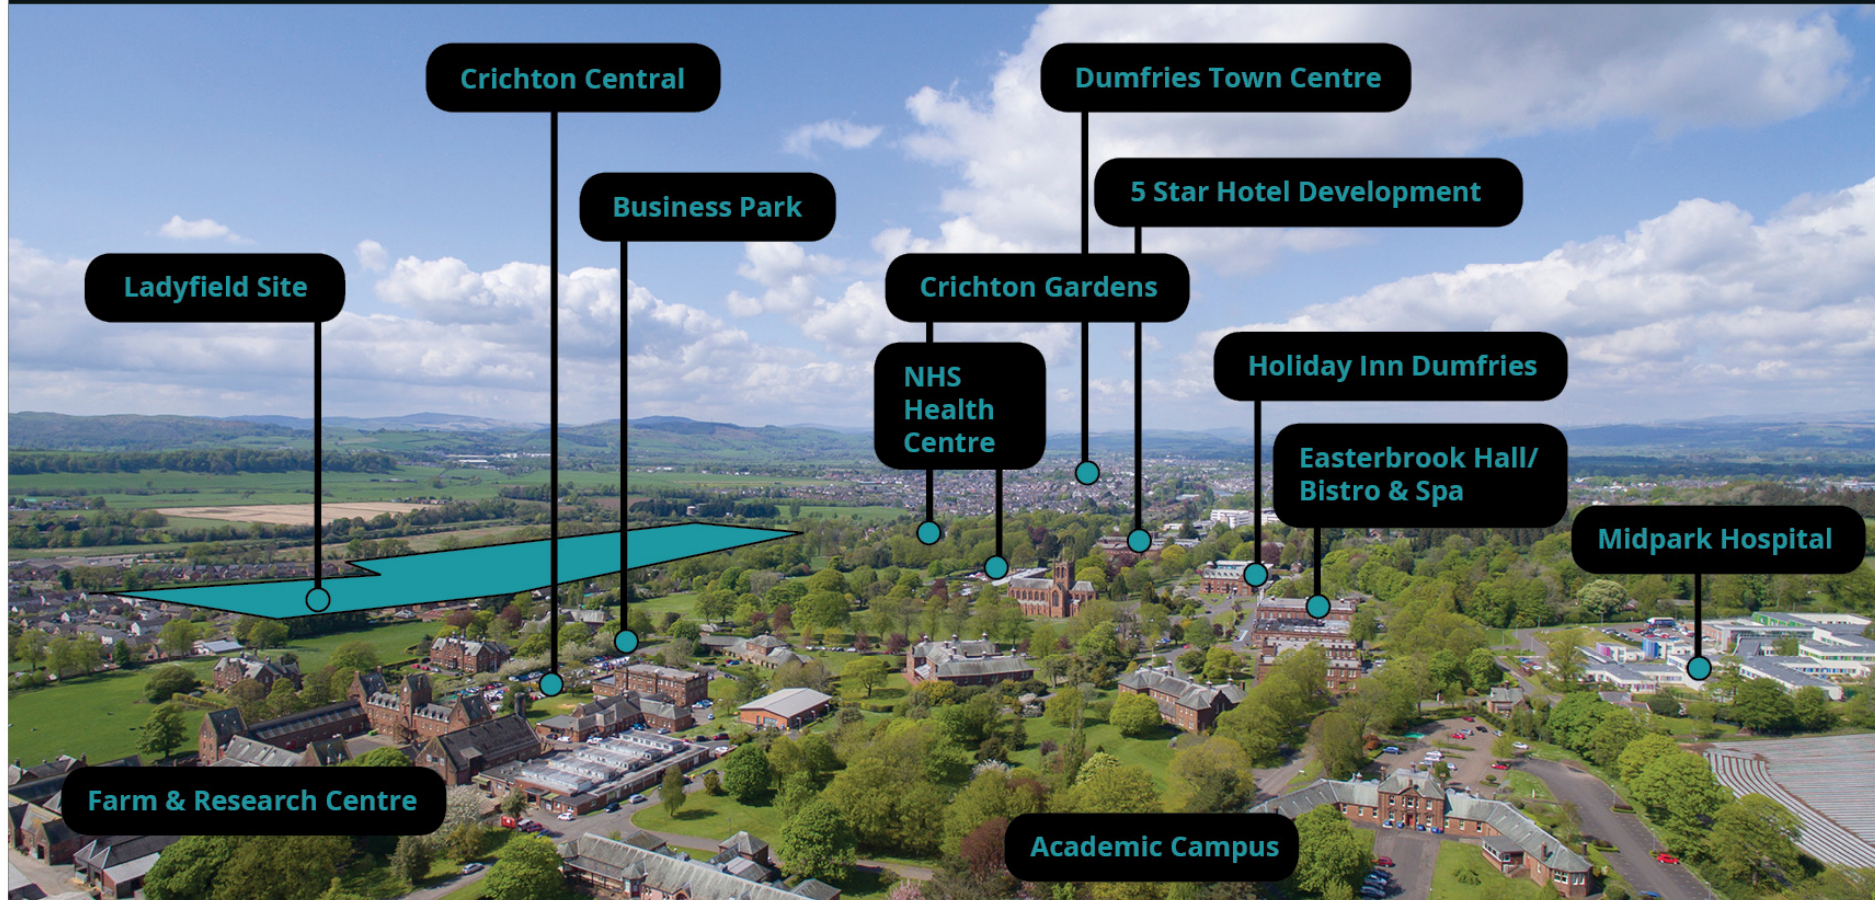 Crichton Central
Dumfries Town Centre
Business Park
5 Star Hotel Development
Ladyfield Site
Crichton Gardens
NHS
Health
Centre
Holiday Inn Dumfries
Easterbrook Hall/
Bistro & Spa
Midpark Hospital
Farm & Research Centre
Academic Campus